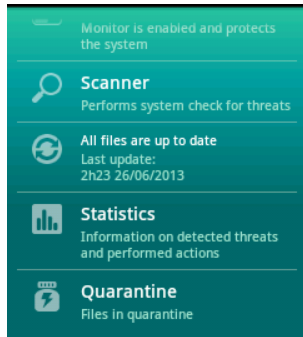 Monitor is enabled and protects
the system
Scanner
Performs system check for threats
All files are up to date
Last update:
2h23 26/06/2013
Statistics
Information on detected threats
and performed actions
Quarantine
Files in quarantine